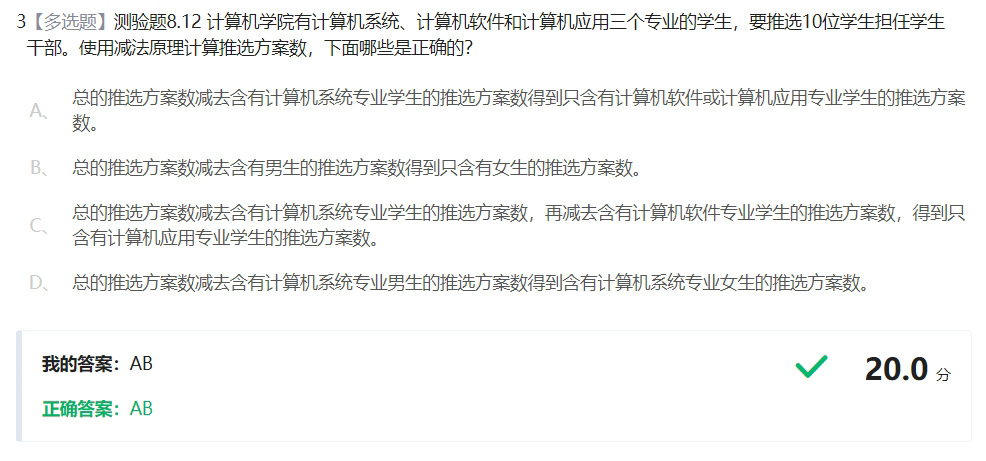 3【多选题】测验题8.12 计算机学院有计算机系统、计算机软件和计算机应用三个专业的学生，要推选10位学生担任学生
干部。使用减法原理计算推选方案数，下面哪些是正确的？
A、 总的推选方案数减去含有计算机系统专业学生的推选方案数得到只含有计算机软件或计算机应用专业学生的推选方案
数。
B、 总的推选方案数减去含有男生的推选方案数得到只含有女生的推选方案数。
C、 总的推选方案数减去含有计算机系统专业学生的推选方案数，再减去含有计算机软件专业学生的推选方案数，得到只
含有计算机应用专业学生的推选方案数。
D、 总的推选方案数减去含有计算机系统专业男生的推选方案数得到含有计算机系统专业女生的推选方案数。
我的答案：AB 20.0 分
正确答案：AB